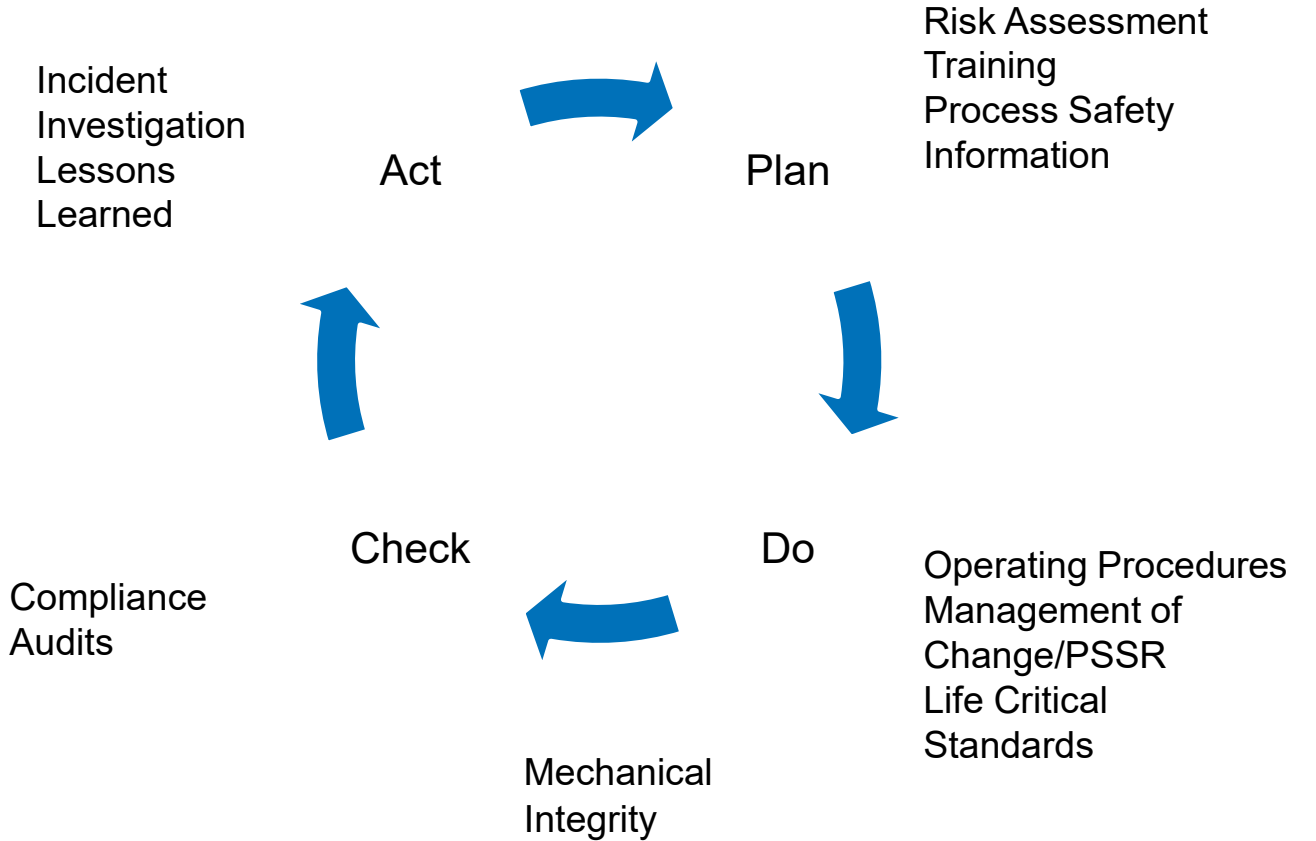 Risk Assessment
Training
Process Safety
Information
Incident
Investigation
Lessons
Learned
Act
Plan
Check
Do
Operating Procedures
Management of
Change/PSSR
Life Critical
Standards
Compliance
Audits
Mechanical
Integrity